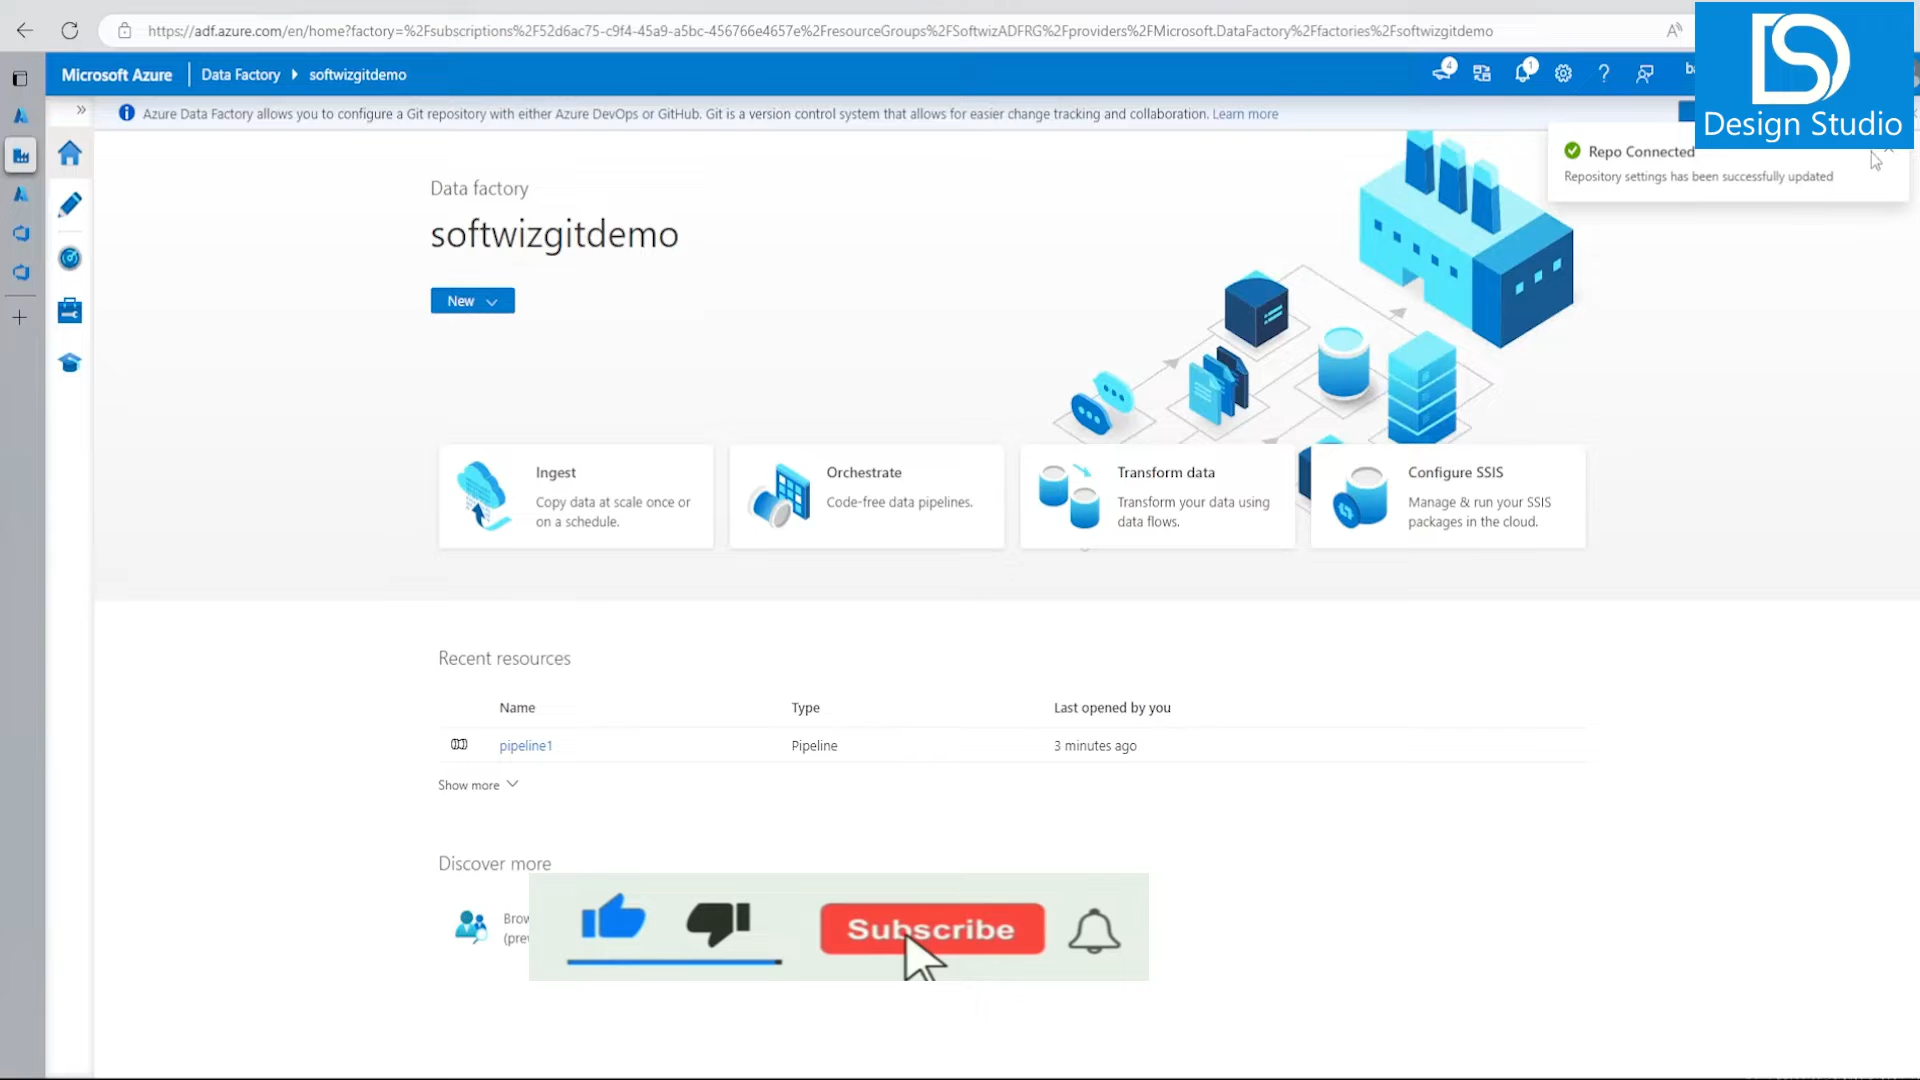 https://adf.azure.com/en/home?factory=%2Fsubscriptions%2F52d6ac75-c9f4-45a9-a5bc-456766e4657e%2FresourceGroups%2FSoftwizADFRG%2Fproviders%2FMicrosoft.DataFactory%2Ffactories%2Fsoftwizgitdemo
Microsoft Azure
Data Factory
softwizgitdemo
4
1
Design Studio
Azure Data Factory allows you to configure a Git repository with either Azure DevOps or GitHub. Git is a version control system that allows for easier change tracking and collaboration. Learn more
Repo Connected
Repository settings has been successfully updated
Data factory
softwizgitdemo
New
Ingest
Copy data at scale once or
on a schedule.
Orchestrate
Code-free data pipelines.
Transform data
Transform your data using
data flows.
Configure SSIS
Manage & run your SSIS
packages in the cloud.
Recent resources
Name Type Last opened by you
pipeline1 Pipeline 3 minutes ago
Show more
Discover more
Subscribe